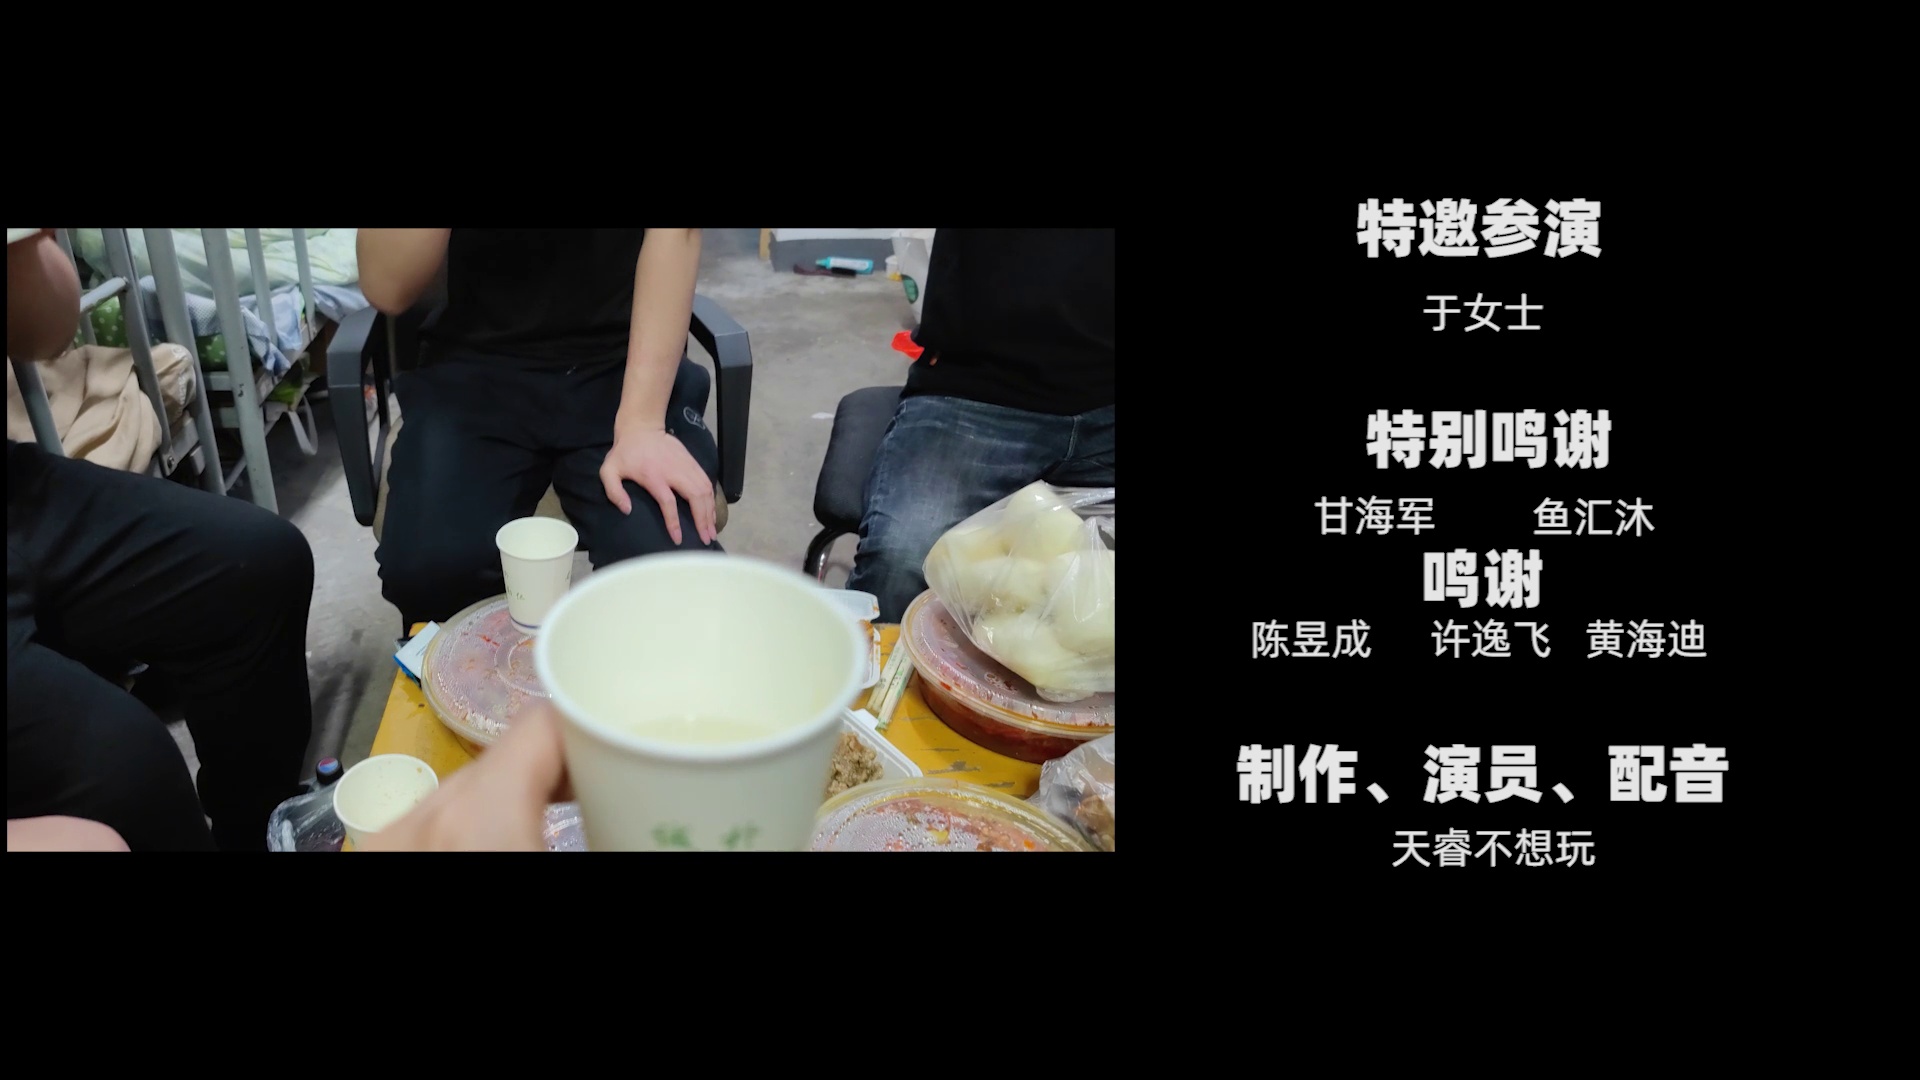 特邀参演
于女士
特别鸣谢
甘海军 鱼汇沐
鸣谢
陈昱成 许逸飞 黄海迪
制作、演员、配音
天睿不想玩